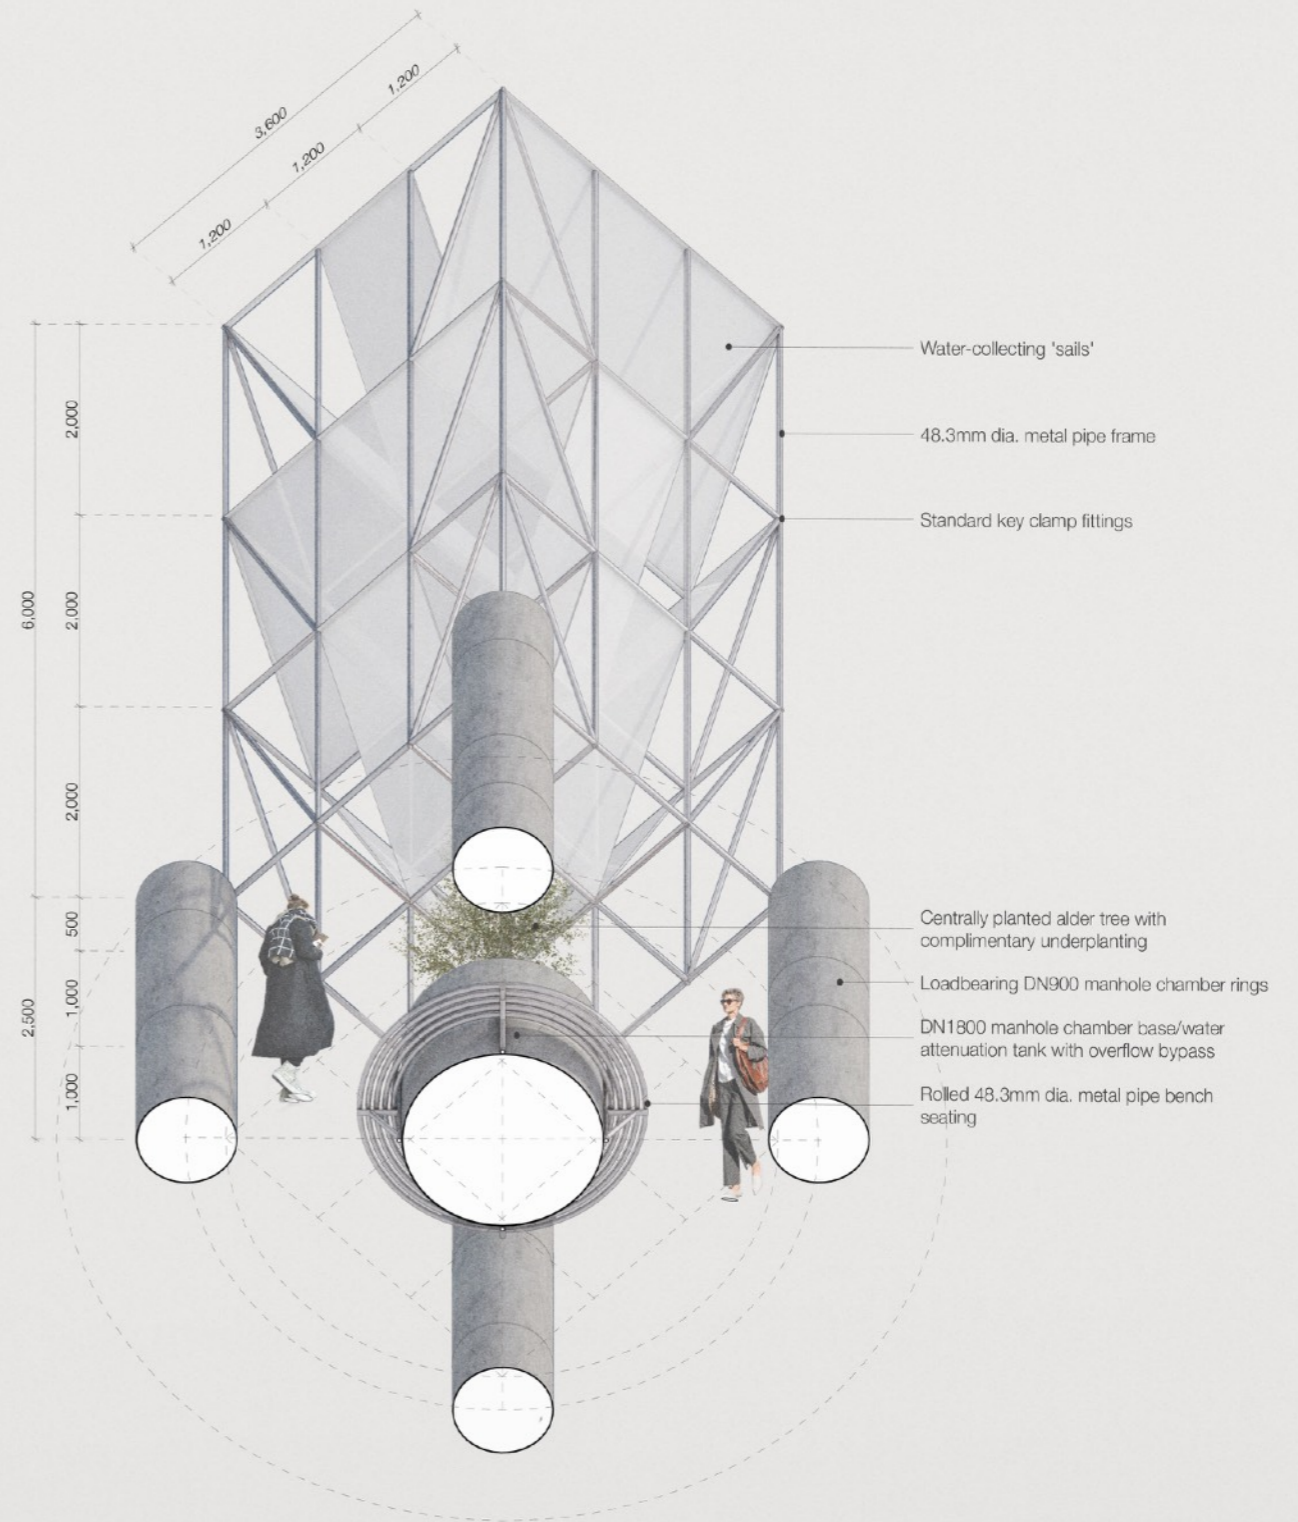 3,600
1,200
1,200
1,200
6,000
2,000
2,000
2,000
2,500
500
1,000
1,000
Water-collecting 'sails'
48.3mm dia. metal pipe frame
Standard key clamp fittings
Centrally planted alder tree with
complimentary underplanting
Loadbearing DN900 manhole chamber rings
DN1800 manhole chamber base/water
attenuation tank with overflow bypass
Rolled 48.3mm dia. metal pipe bench
seating